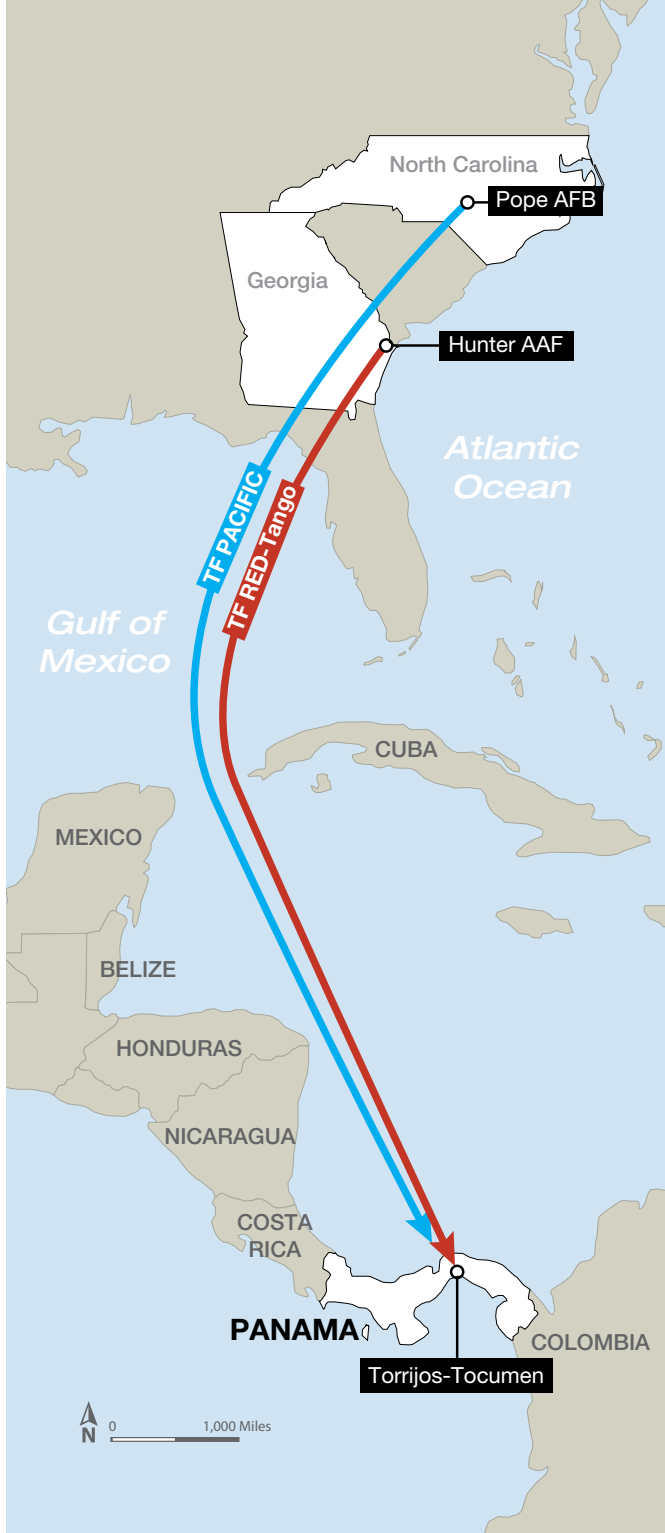 North Carolina
Pope AFB
Georgia
Hunter AAF
Atlantic
Ocean
TF PACIFIC
TF RED-Tango
Gulf of
Mexico
CUBA
MEXICO
BELIZE
HONDURAS
NICARAGUA
COSTA
RICA
PANAMA
COLOMBIA
Torrijos-Tocumen
N
0 1,000 Miles